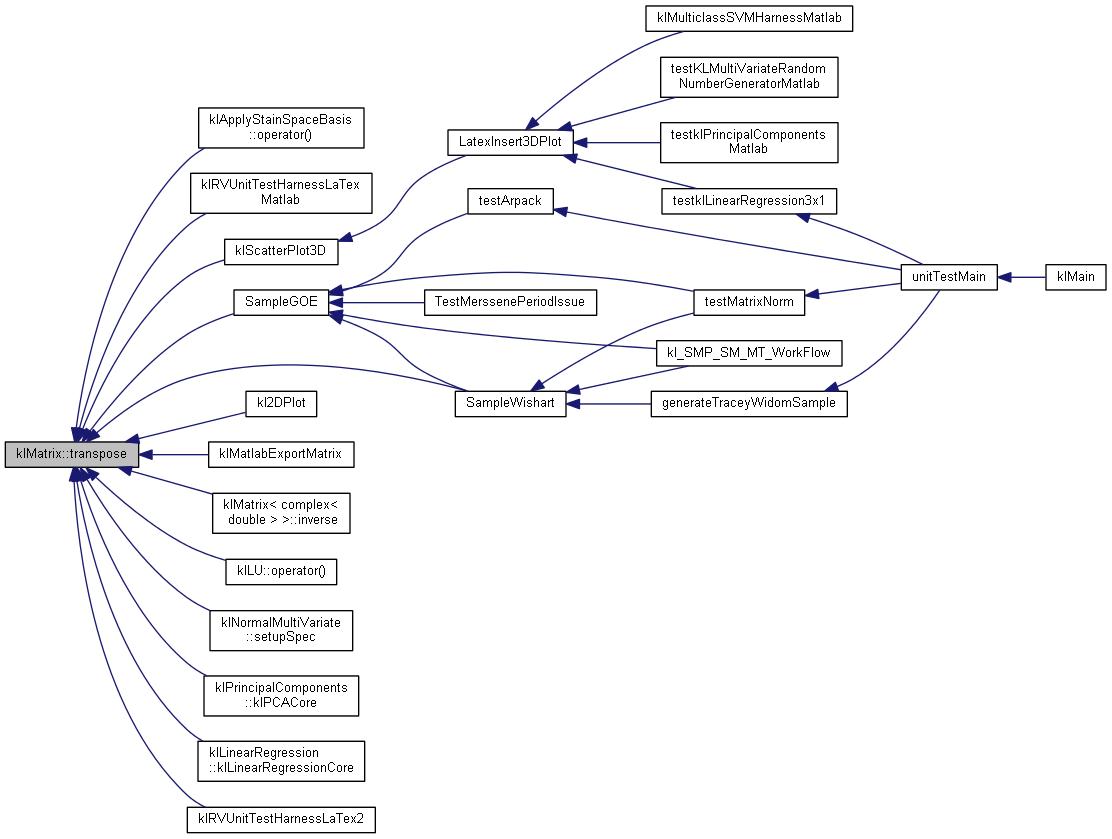 klMulticlassSVMHarnessMatlab
testKLMultiVariateRandom
NumberGeneratorMatlab
klApplyStainSpaceBasis
::operator()
LatexInsert3DPlot
testklPrincipalComponents
Matlab
klRVUnitTestHarnessLaTex
Matlab
testArpack
testklLinearRegression3x1
klScatterPlot3D
unitTestMain
klMain
SampleGOE
TestMerssenePeriodIssue
testMatrixNorm
kl_SMP_SM_MT_WorkFlow
kl2DPlot
SampleWishart
generateTraceyWidomSample
klMatrix::transpose
klMatlabExportMatrix
klMatrix< complex<
double > >::inverse
klLU::operator()
klNormalMultiVariate
::setupSpec
klPrincipalComponents
::klPCACore
klLinearRegression
::klLinearRegressionCore
klRVUnitTestHarnessLaTex2